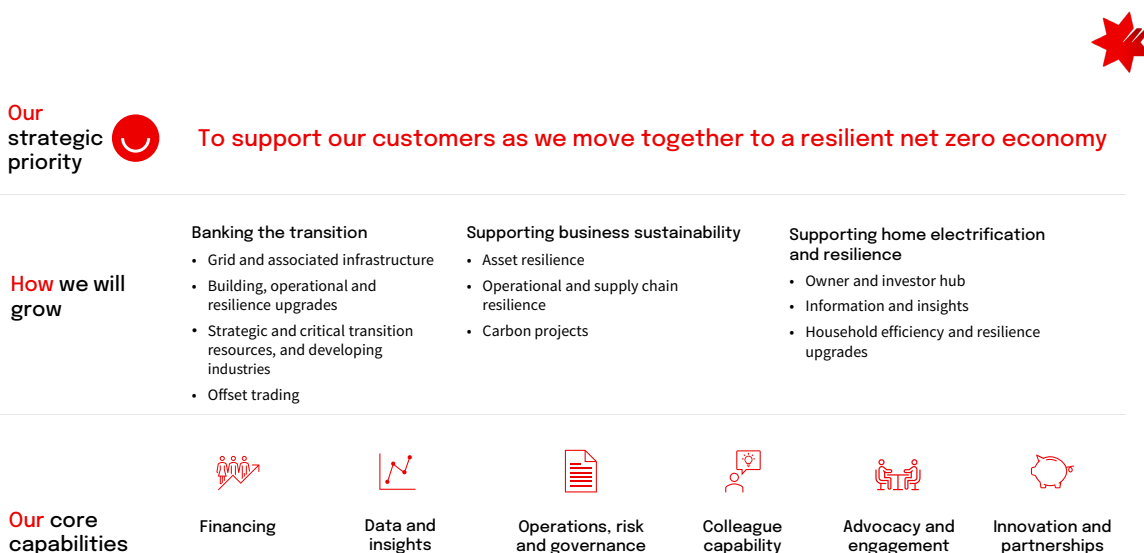 Our
strategic
priority
To support our customers as we move together to a resilient net zero economy
How we will
grow
Banking the transition
• Grid and associated infrastructure
• Building, operational and
resilience upgrades
• Strategic and critical transition
resources, and developing
industries
• Offset trading
Supporting business sustainability
• Asset resilience
• Operational and supply chain
resilience
• Carbon projects
Supporting home electrification
and resilience
• Owner and investor hub
• Information and insights
• Household efficiency and resilience
upgrades
Our core
capabilities
Financing
Data and
insights
Operations, risk
and governance
Colleague
capability
Advocacy and
engagement
Innovation and
partnerships